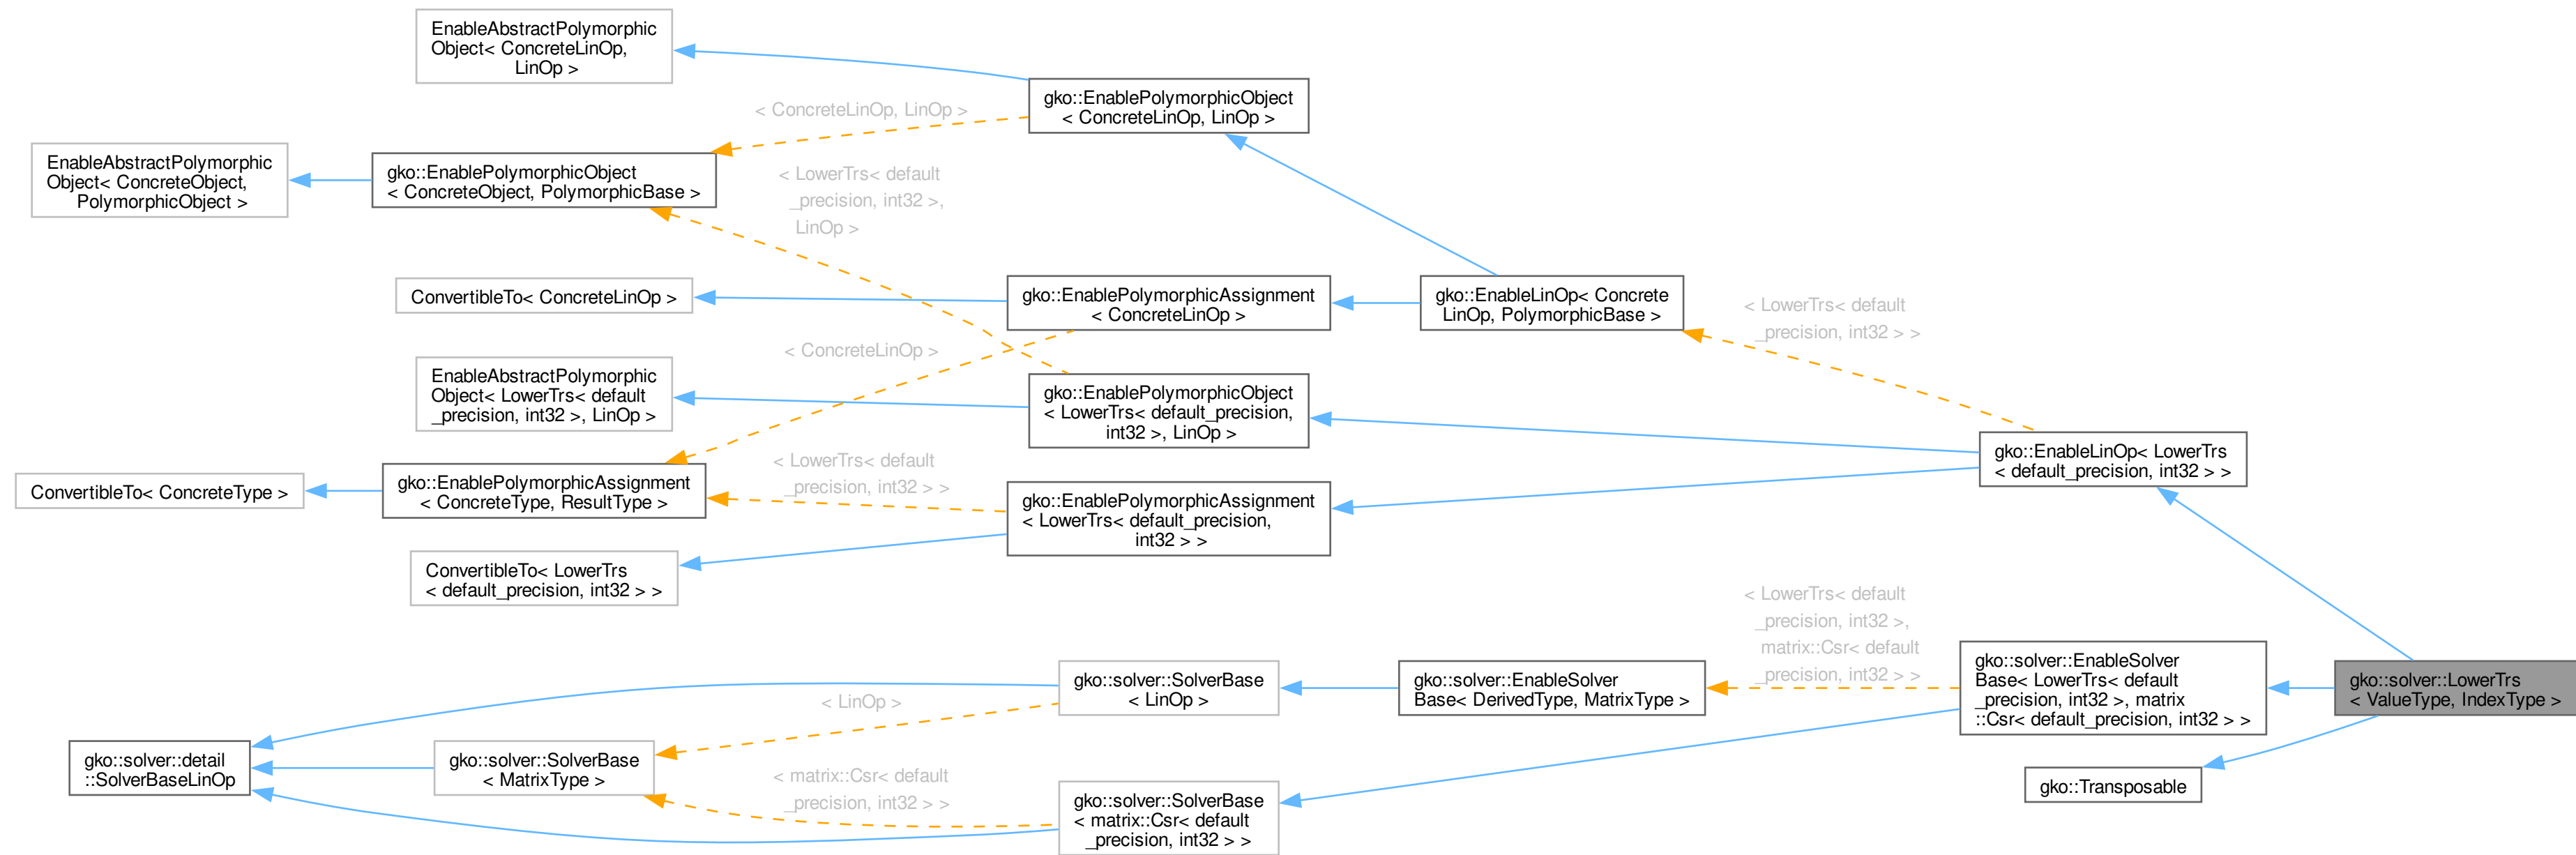 EnableAbstractPolymorphic
Object< ConcreteLinOp,
LinOp >
gko::EnablePolymorphicObject
< ConcreteLinOp, LinOp >
< ConcreteLinOp, LinOp >
EnableAbstractPolymorphic
Object< ConcreteObject,
PolymorphicObject >
gko::EnablePolymorphicObject
< ConcreteObject, PolymorphicBase >
< LowerTrs< default
_precision, int32 >,
LinOp >
ConvertibleTo< ConcreteLinOp >
gko::EnablePolymorphicAssignment
< ConcreteLinOp >
gko::EnableLinOp< Concrete
LinOp, PolymorphicBase >
< LowerTrs< default
_precision, int32 > >
< ConcreteLinOp >
EnableAbstractPolymorphic
Object< LowerTrs< default
_precision, int32 >, LinOp >
gko::EnablePolymorphicObject
< LowerTrs< default_precision,
int32 >, LinOp >
gko::EnableLinOp< LowerTrs
< default_precision, int32 > >
ConvertibleTo< ConcreteType >
gko::EnablePolymorphicAssignment
< ConcreteType, ResultType >
< LowerTrs< default
_precision, int32 > >
gko::EnablePolymorphicAssignment
< LowerTrs< default_precision,
int32 > >
ConvertibleTo< LowerTrs
< default_precision, int32 > >
< LowerTrs< default
_precision, int32 >,
matrix::Csr< default
_precision, int32 > >
gko::solver::SolverBase
< LinOp >
gko::solver::EnableSolver
Base< DerivedType, MatrixType >
gko::solver::EnableSolver
Base< LowerTrs< default
_precision, int32 >, matrix
::Csr< default_precision, int32 > >
gko::solver::LowerTrs
< ValueType, IndexType >
< LinOp >
gko::solver::detail
::SolverBaseLinOp
gko::solver::SolverBase
< MatrixType >
< matrix::Csr< default
_precision, int32 > >
gko::solver::SolverBase
< matrix::Csr< default
_precision, int32 > >
gko::Transposable